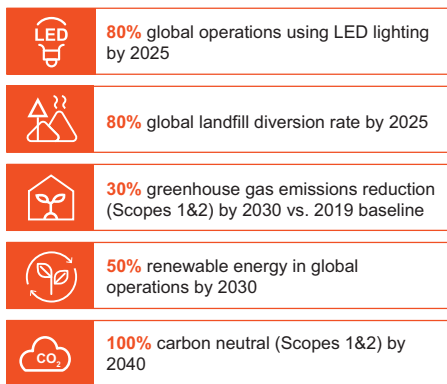 LED
80% global operations using LED lighting
by 2025
80% global landfill diversion rate by 2025
30% greenhouse gas emissions reduction
(Scopes 1&2) by 2030 vs. 2019 baseline
50% renewable energy in global
operations by 2030
CO₂
100% carbon neutral (Scopes 1&2) by
2040